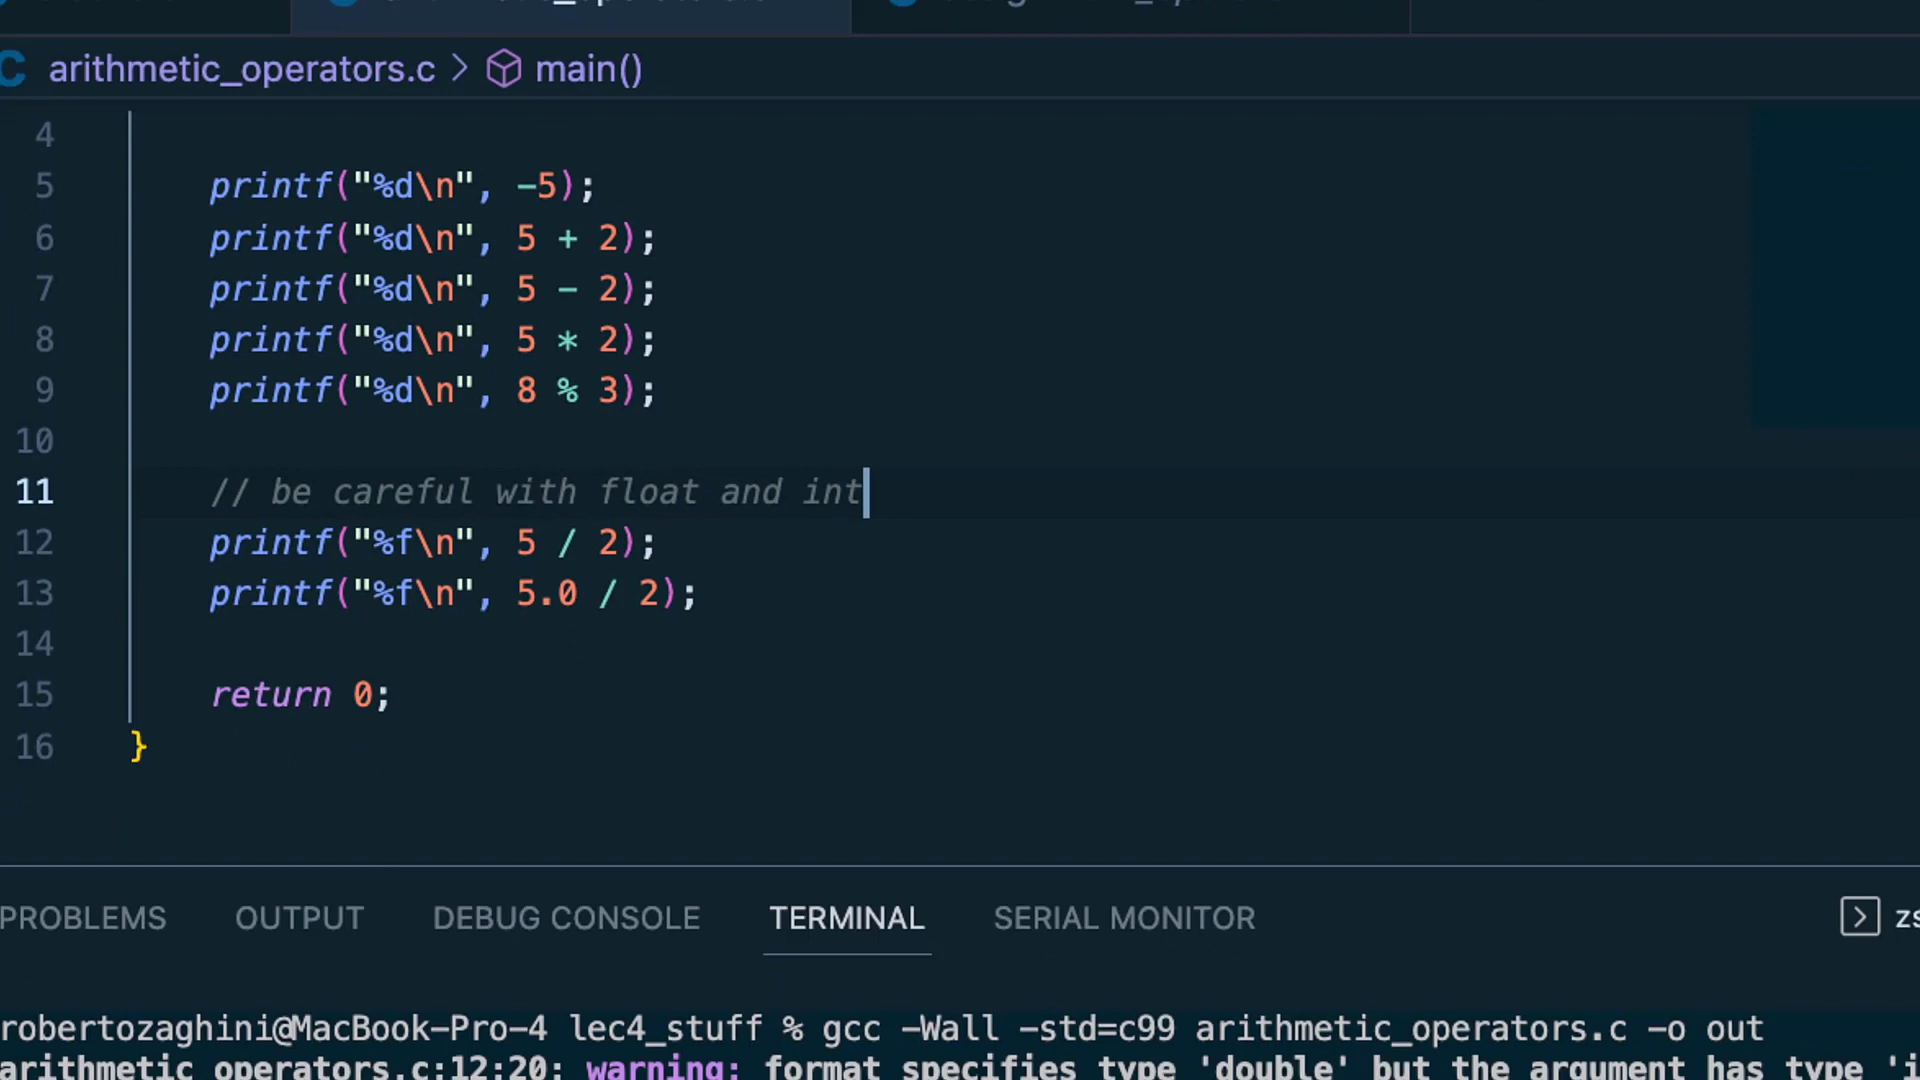 arithmetic_operators.c > main()
4
5 printf("%d\n", -5);
6 printf("%d\n", 5 + 2);
7 printf("%d\n", 5 - 2);
8 printf("%d\n", 5 * 2);
9 printf("%d\n", 8 % 3);
10
11 // be careful with float and int
12 printf("%f\n", 5 / 2);
13 printf("%f\n", 5.0 / 2);
14
15 return 0;
16 }
PROBLEMS OUTPUT DEBUG CONSOLE TERMINAL SERIAL MONITOR
robertozaghini@MacBook-Pro-4 lec4_stuff % gcc -Wall -std=c99 arithmetic_operators.c -o out
arithmetic_operators.c:12:20: warning: format specifies type 'double' but the argument has type